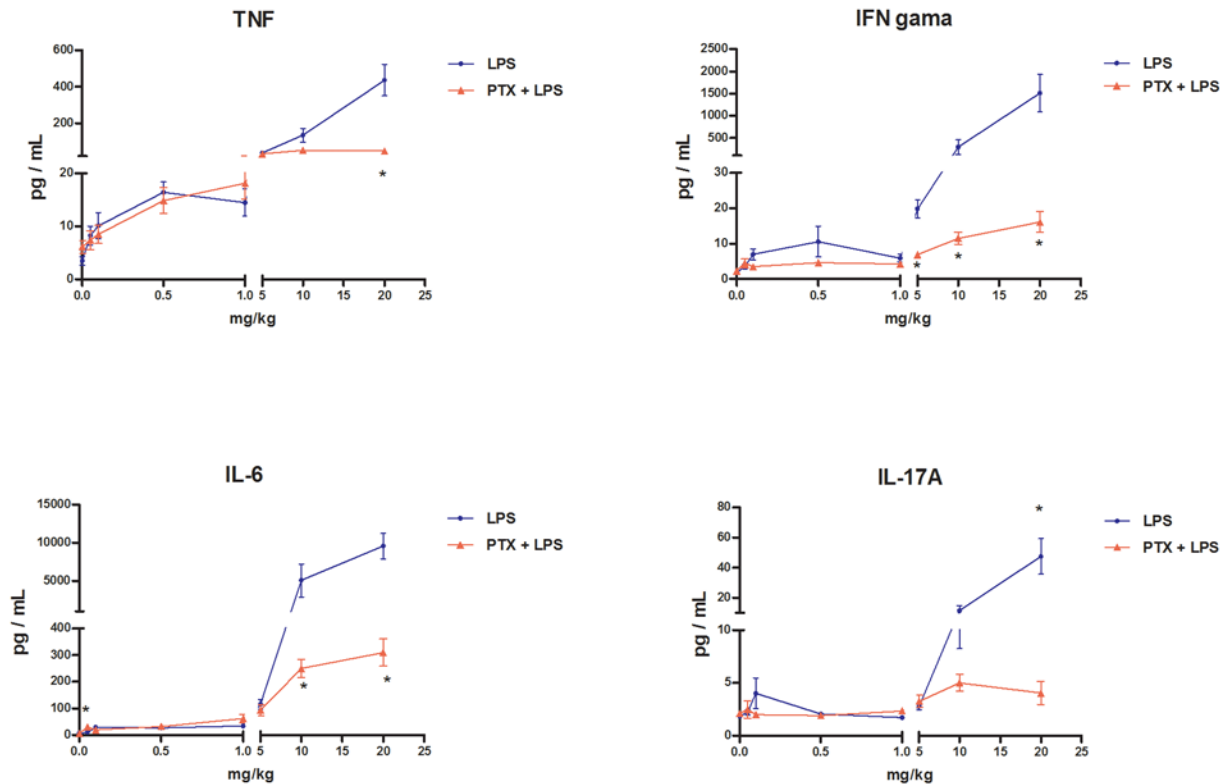 TNF
600
400
200
20
10
0
pg / mL
0.0 0.5 1.0 5 10 15 20 25
mg/kg
LPS
PTX + LPS
*
IFN gama
2500
2000
1500
1000
500
30
20
10
0
pg / mL
0.0 0.5 1.0 5 10 15 20 25
mg/kg
LPS
PTX + LPS
* * *
IL-6
15000
10000
5000
400
300
200
100
0
pg / mL
0.0 0.5 1.0 5 10 15 20 25
mg/kg
LPS
PTX + LPS
* * *
IL-17A
80
60
40
20
10
5
0
pg / mL
0.0 0.5 1.0 5 10 15 20 25
mg/kg
LPS
PTX + LPS
*